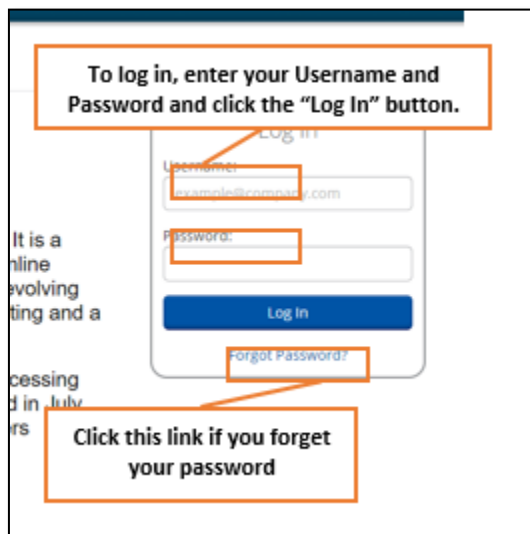 To log in, enter your Username and
Password and click the “Log In” button.
Log In
Username:
example@company.com
Password:
It is a
nline
evolving
ting and a
Log In
Forgot Password?
cessing
d in July
rs
Click this link if you forget
your password